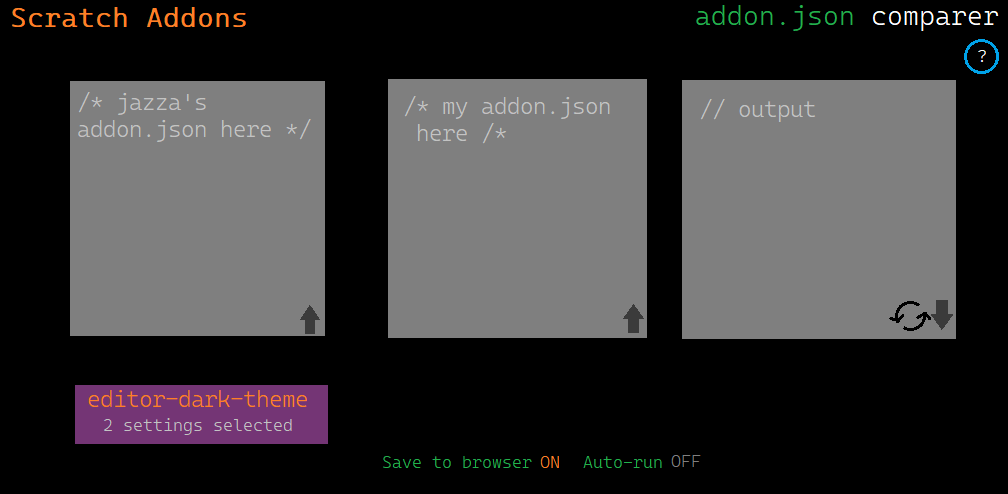 Scratch Addons
addon.json comparer
?
/* jazza's
addon.json here */
/* my addon.json
here /*
// output
editor-dark-theme
2 settings selected
Save to browser ON Auto-run OFF